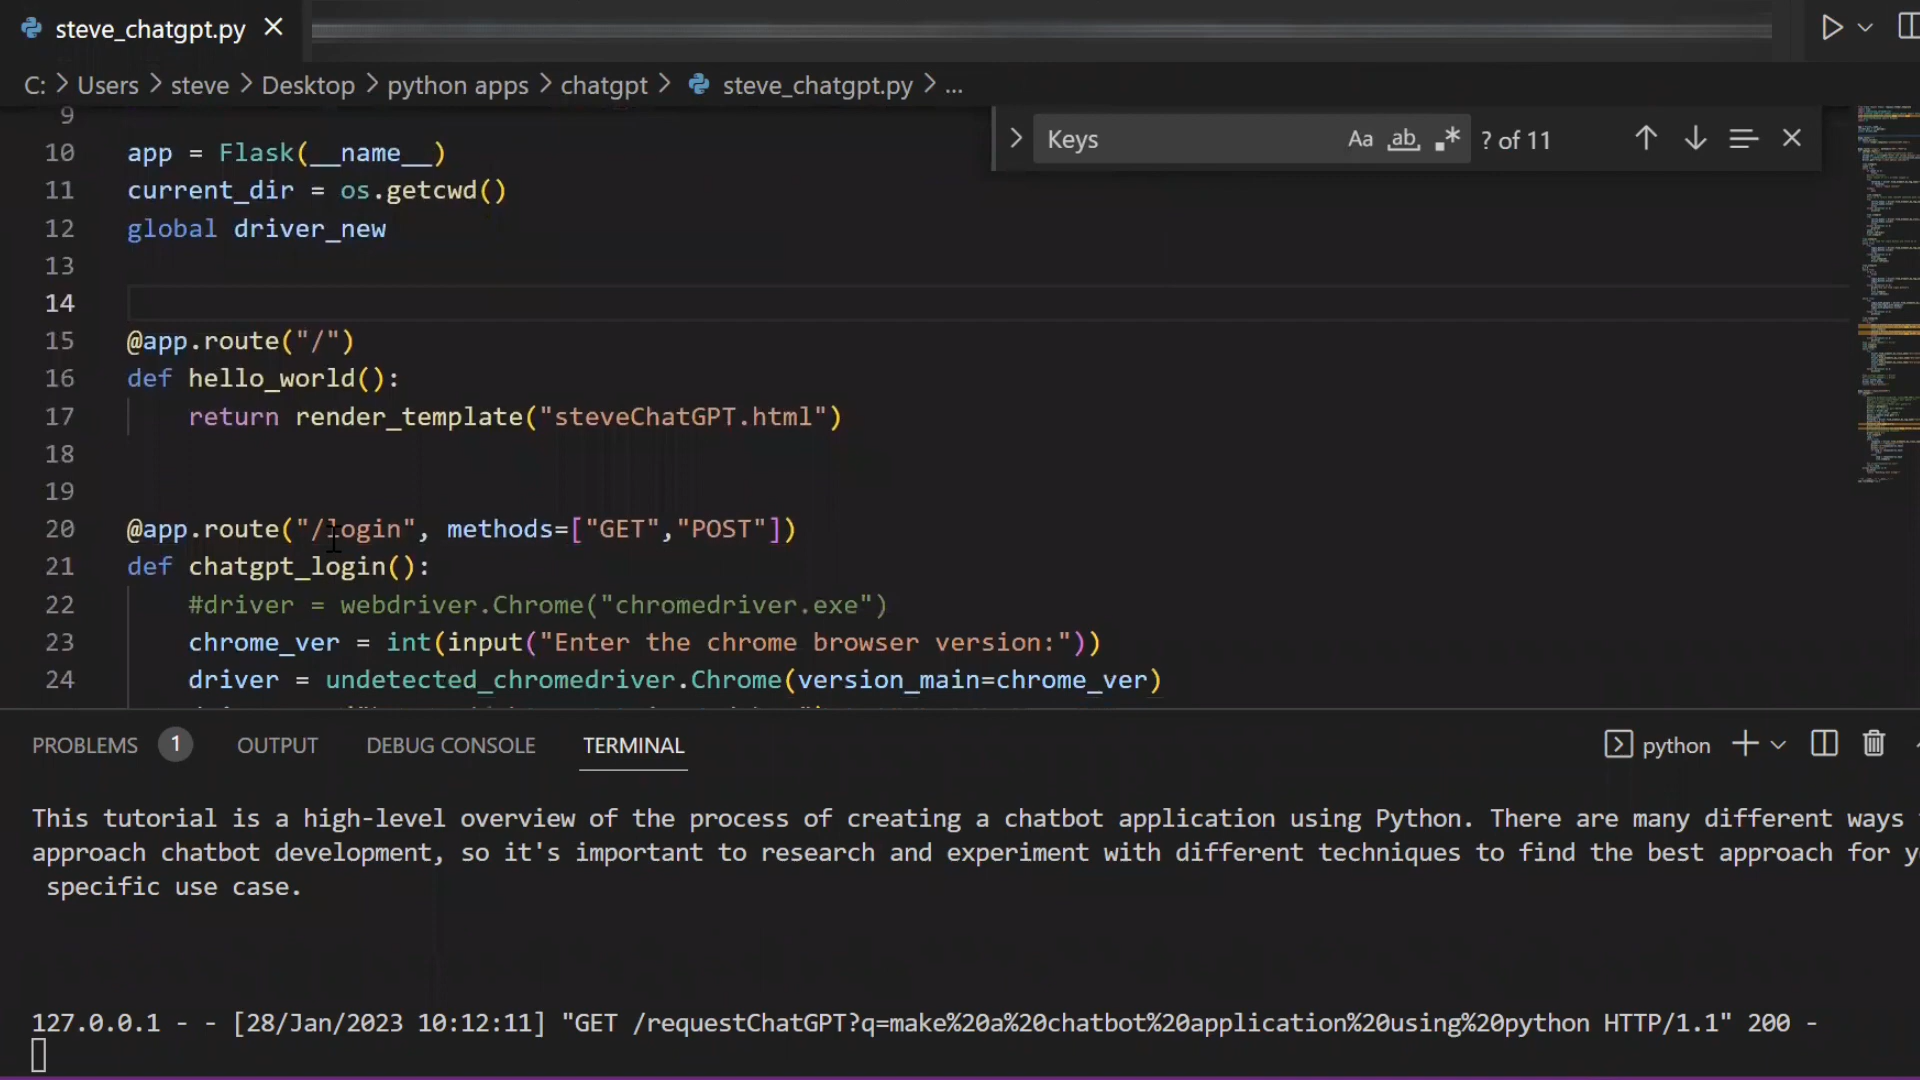 steve_chatgpt.py
C: > Users > steve > Desktop > python apps > chatgpt > steve_chatgpt.py > ...
Keys Aa ab .* ? of 11
9
10 app = Flask(__name__)
11 current_dir = os.getcwd()
12 global driver_new
13
14
15 @app.route("/")
16 def hello_world():
17 return render_template("steveChatGPT.html")
18
19
20 @app.route("/login", methods=["GET","POST"])
21 def chatgpt_login():
22 #driver = webdriver.Chrome("chromedriver.exe")
23 chrome_ver = int(input("Enter the chrome browser version:"))
24 driver = undetected_chromedriver.Chrome(version_main=chrome_ver)
PROBLEMS 1 OUTPUT DEBUG CONSOLE TERMINAL python
This tutorial is a high-level overview of the process of creating a chatbot application using Python. There are many different ways
approach chatbot development, so it's important to research and experiment with different techniques to find the best approach for
specific use case.
127.0.0.1 - - [28/Jan/2023 10:12:11] "GET /requestChatGPT?q=make%20a%20chatbot%20application%20using%20python HTTP/1.1" 200 -